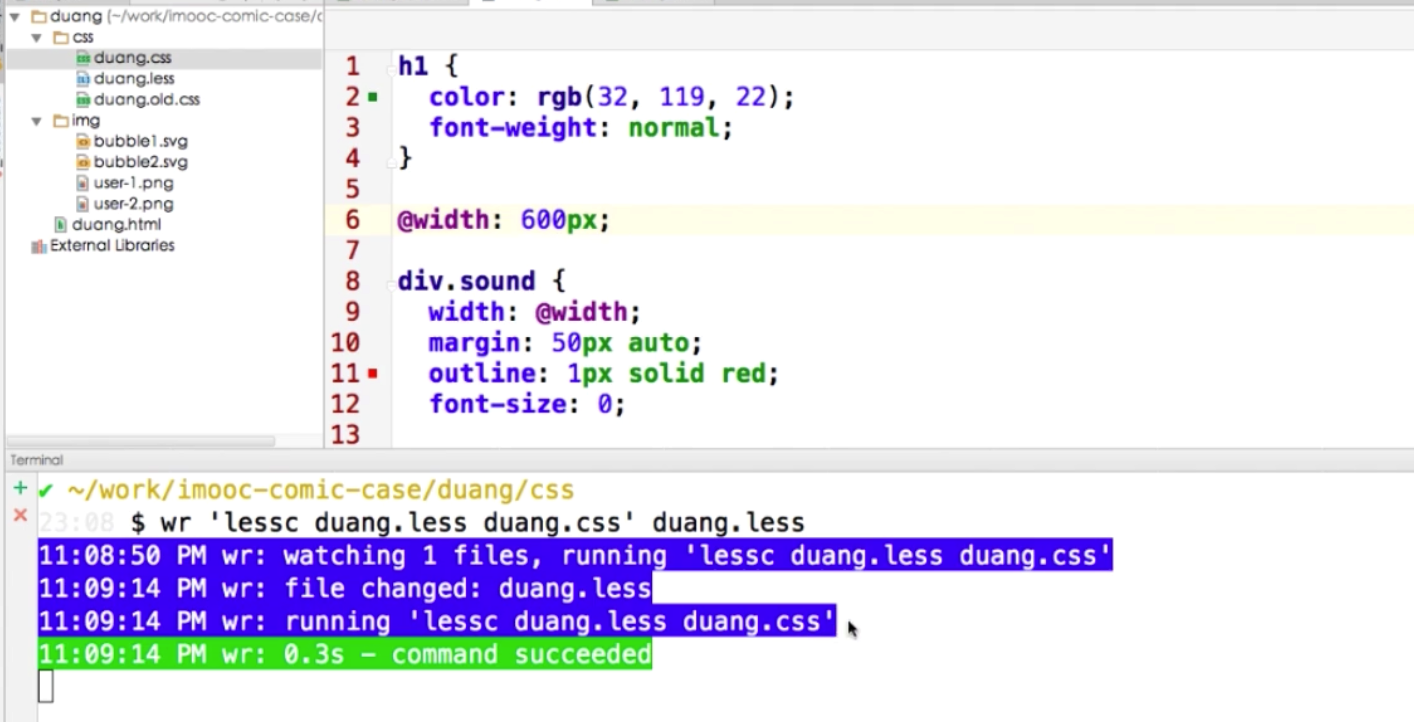 duang (~/work/imooc-comic-case/
css
duang.css
duang.less
duang.old.css
img
bubble1.svg
bubble2.svg
user-1.png
user-2.png
duang.html
External Libraries
1 h1 {
2 color: rgb(32, 119, 22);
3 font-weight: normal;
4 }
5
6 @width: 600px;
7
8 div.sound {
9 width: @width;
10 margin: 50px auto;
11 outline: 1px solid red;
12 font-size: 0;
13
Terminal
+ ✔ ~/work/imooc-comic-case/duang/css
× 23:08 $ wr 'lessc duang.less duang.css' duang.less
11:08:50 PM wr: watching 1 files, running 'lessc duang.less duang.css'
11:09:14 PM wr: file changed: duang.less
11:09:14 PM wr: running 'lessc duang.less duang.css'
11:09:14 PM wr: 0.3s - command succeeded